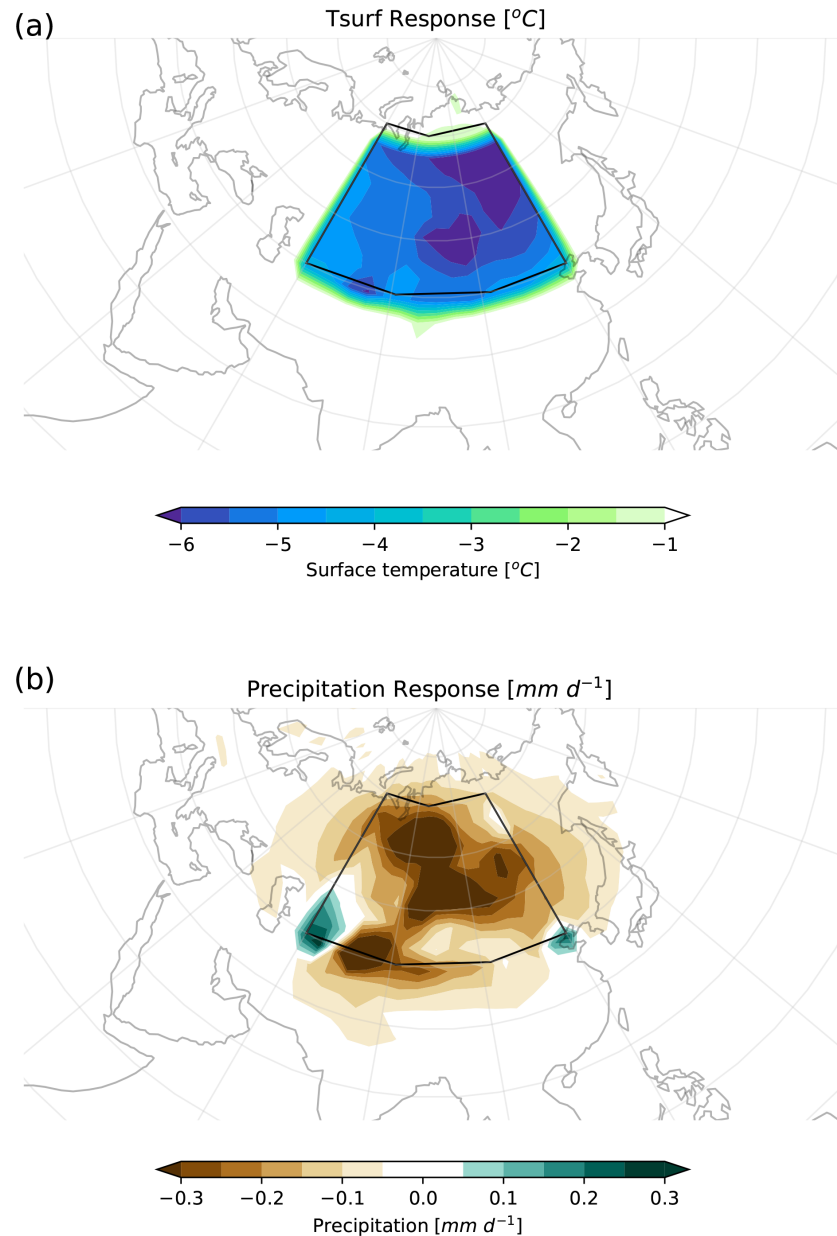 (a)
Tsurf Response [°C]
−6 −5 −4 −3 −2 −1
Surface temperature [°C]
(b)
Precipitation Response [mm d⁻¹]
−0.3 −0.2 −0.1 0.0 0.1 0.2 0.3
Precipitation [mm d⁻¹]